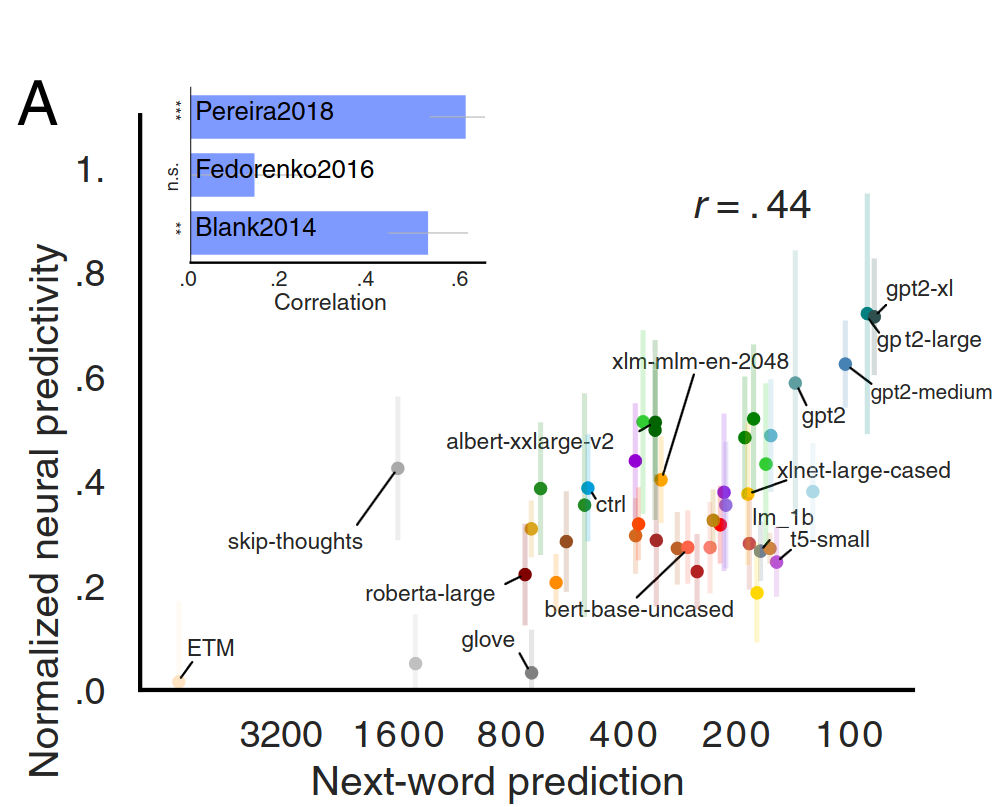 A
***
Pereira2018
n.s.
Fedorenko2016
**
Blank2014
.0 .2 .4 .6
Correlation
r = .44
Normalized neural predictivity
1.
.8
.6
.4
.2
.0
gpt2-xl
gpt2-large
xlm-mlm-en-2048
gpt2-medium
gpt2
albert-xxlarge-v2
xlnet-large-cased
ctrl
lm_1b
skip-thoughts
t5-small
roberta-large
bert-base-uncased
glove
ETM
3200 1600 800 400 200 100
Next-word prediction